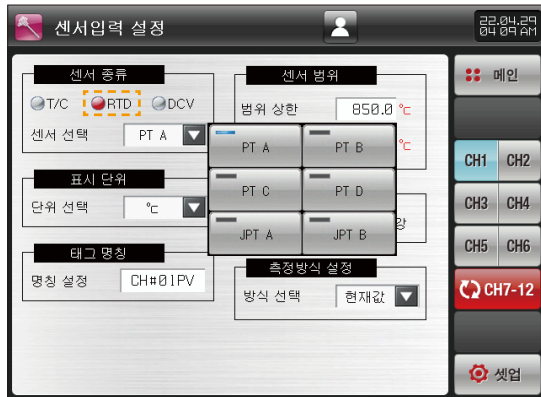 센서입력 설정
22.04.29
04:09 AM
센서 종류
T/C RTD DCV
센서 선택 PT A
표시 단위
단위 선택 ℃
태그 명칭
명칭 설정 CH#01PV
센서 범위
범위 상한 850.0 ℃
℃
PT A PT B
PT C PT D
JPT A JPT B
측정방식 설정
방식 선택 현재값
메인
CH1 CH2
CH3 CH4
CH5 CH6
CH7-12
셋업